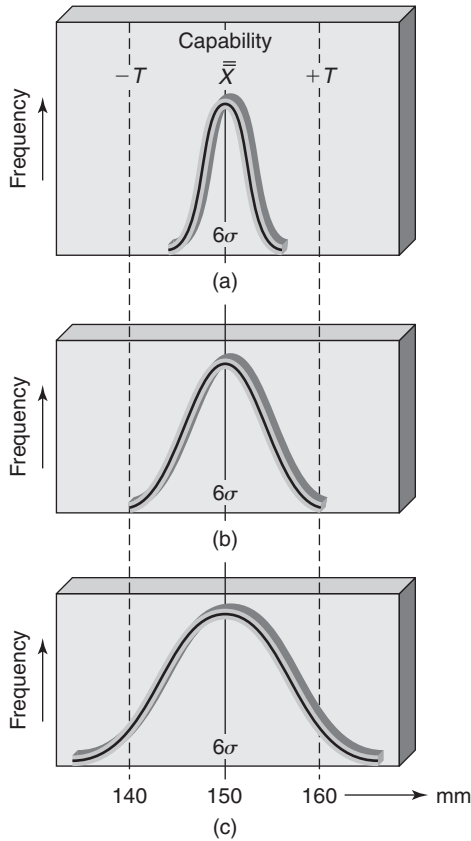 Capability
−T X̿ +T
Frequency
6σ
(a)
Frequency
6σ
(b)
Frequency
6σ
140 150 160 mm
(c)